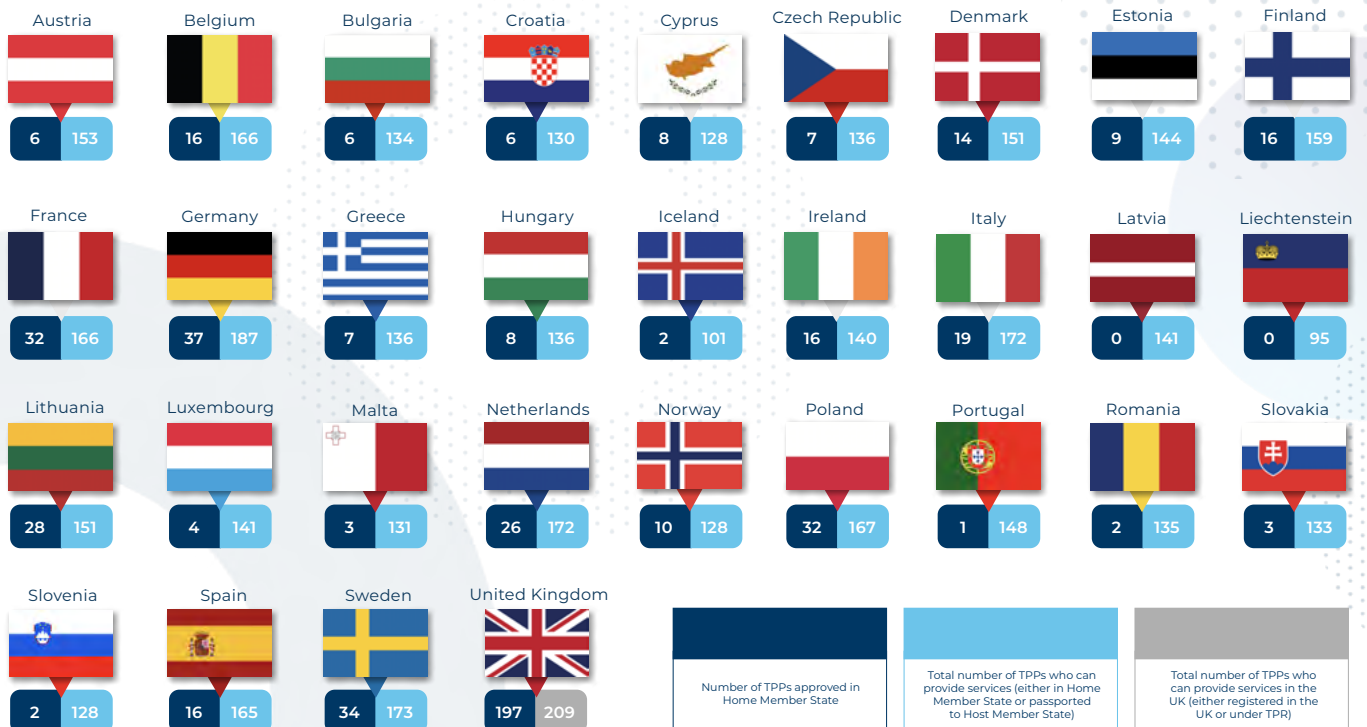 Austria Belgium Bulgaria Croatia Cyprus Czech Republic Denmark Estonia Finland
6 153 16 166 6 134 6 130 8 128 7 136 14 151 9 144 16 159
France Germany Greece Hungary Iceland Ireland Italy Latvia Liechtenstein
32 166 37 187 7 136 8 136 2 101 16 140 19 172 0 141 0 95
Lithuania Luxembourg Malta Netherlands Norway Poland Portugal Romania Slovakia
28 151 4 141 3 131 26 172 10 128 32 167 1 148 2 135 3 133
Slovenia Spain Sweden United Kingdom
2 128 16 165 34 173 197 209
Number of TPPs approved in
Home Member State
Total number of TPPs who can
provide services (either in Home
Member State or passported
to Host Member State)
Total number of TPPs who
can provide services in the
UK (either registered in the
UK or under TPR)